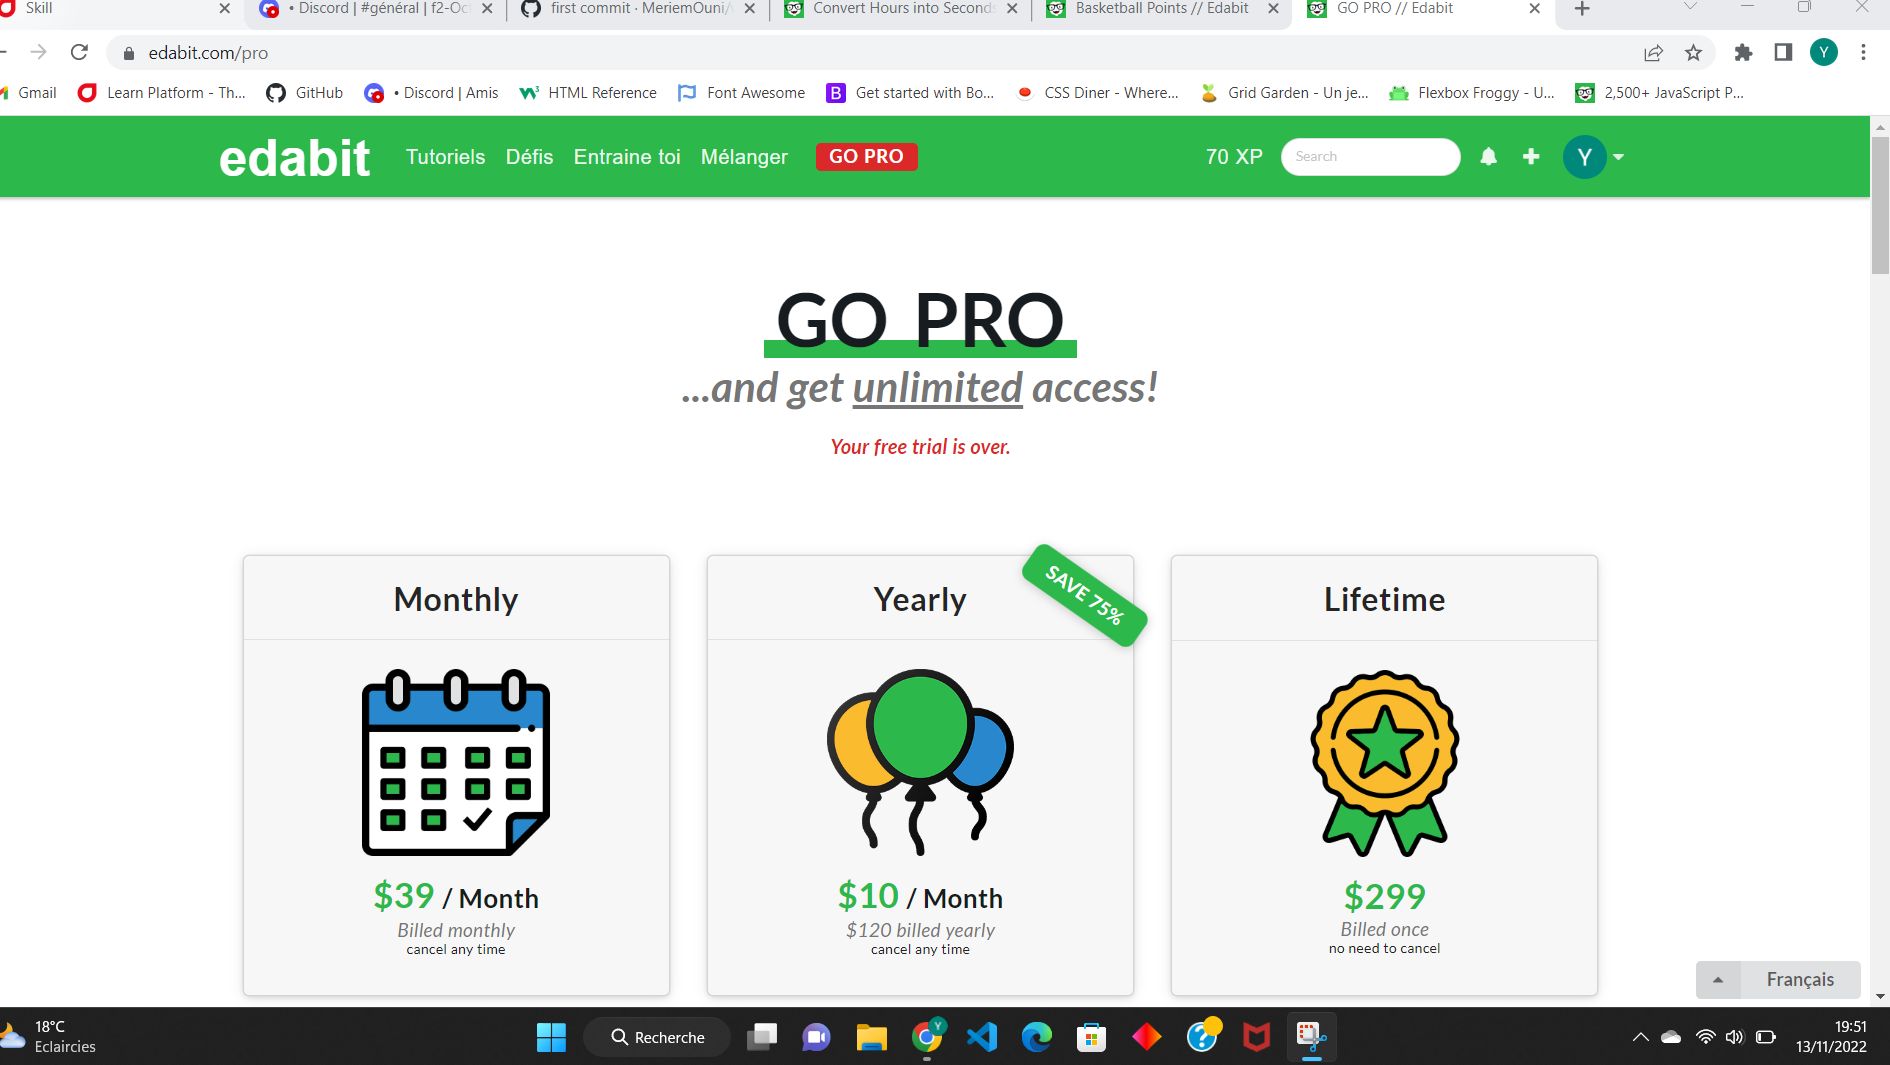 Skill
• Discord | #général | f2-Oct
first commit · MeriemOuni/
Convert Hours into Seconds
Basketball Points // Edabit
GO PRO // Edabit
edabit.com/pro
Y
Gmail
Learn Platform - Th...
GitHub
• Discord | Amis
HTML Reference
Font Awesome
B
Get started with Bo...
CSS Diner - Where...
Grid Garden - Un je...
Flexbox Froggy - U...
2,500+ JavaScript P...
edabit
Tutoriels
Défis
Entraine toi
Mélanger
GO PRO
70 XP
Search
Y
GO PRO
...and get unlimited access!
Your free trial is over.
Monthly
$39 / Month
Billed monthly
cancel any time
Yearly
SAVE 75%
$10 / Month
$120 billed yearly
cancel any time
Lifetime
$299
Billed once
no need to cancel
Français
18°C
Eclaircies
Recherche
Y
19:51
13/11/2022